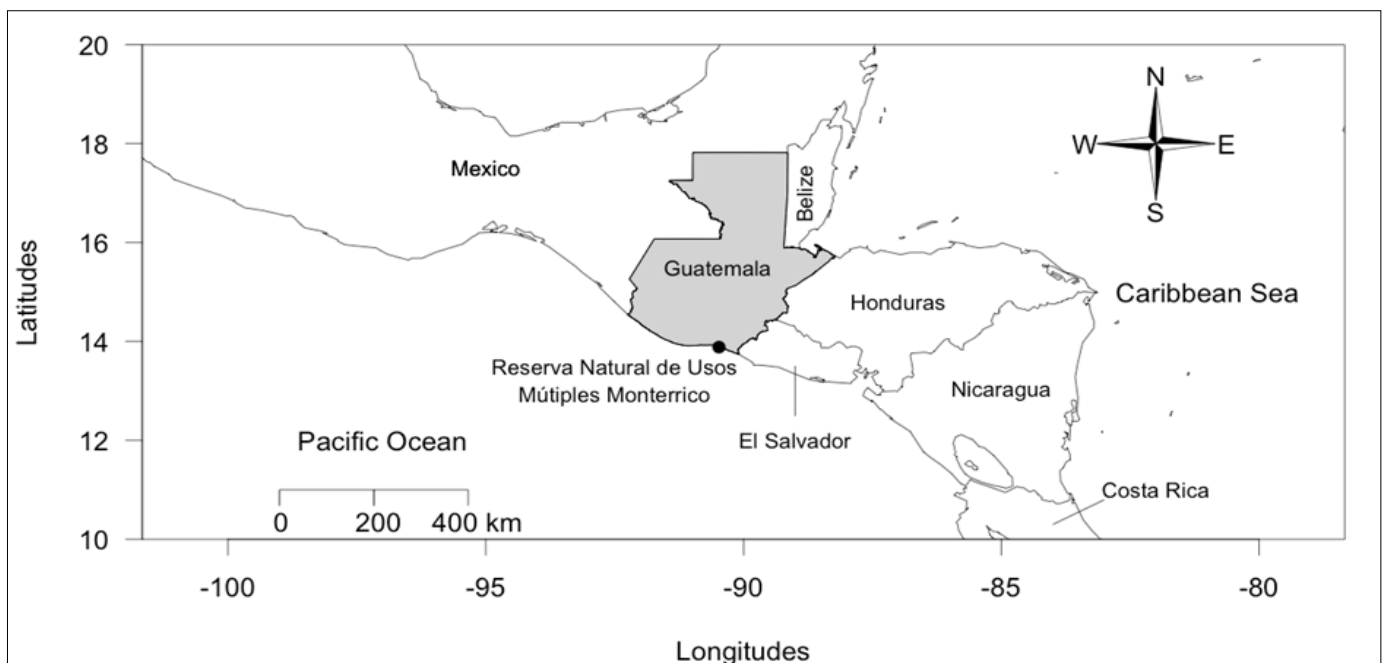 20
18
16
14
12
10
Latitudes
N
W
E
S
Mexico
Belize
Guatemala
Honduras
Caribbean Sea
Reserva Natural de Usos
Mútiples Monterrico
Nicaragua
El Salvador
Pacific Ocean
Costa Rica
0 200 400 km
-100 -95 -90 -85 -80
Longitudes